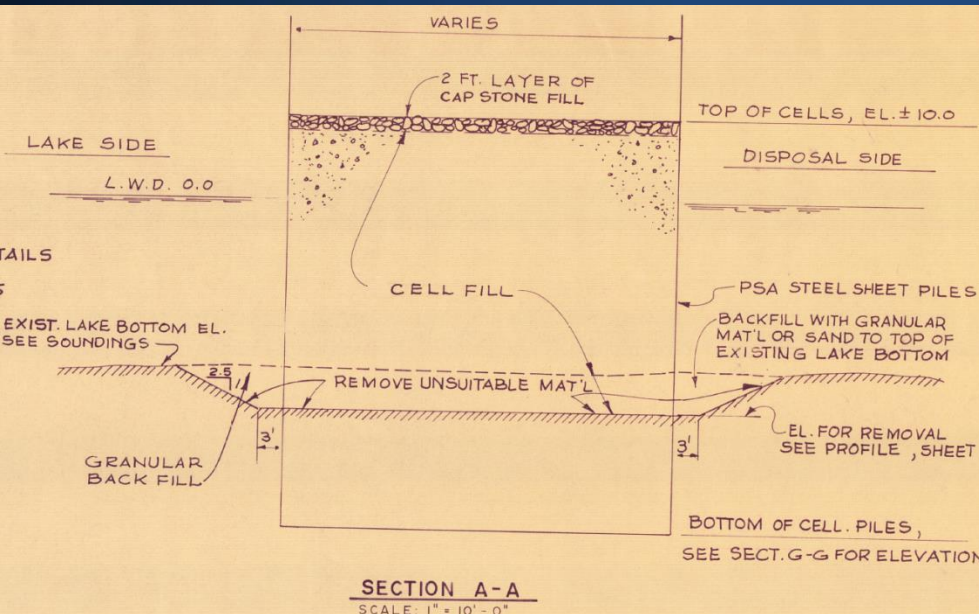 VARIES
2 FT. LAYER OF
CAP STONE FILL
TOP OF CELLS, EL. ± 10.0
LAKE SIDE
DISPOSAL SIDE
L.W.D. 0.0
TAILS
S
CELL FILL
PSA STEEL SHEET PILES
EXIST. LAKE BOTTOM EL.
SEE SOUNDINGS
BACKFILL WITH GRANULAR
MAT'L OR SAND TO TOP OF
EXISTING LAKE BOTTOM
2.5
1
REMOVE UNSUITABLE MAT'L
3'
3'
EL. FOR REMOVAL
SEE PROFILE , SHEET
GRANULAR
BACK FILL
BOTTOM OF CELL. PILES,
SEE SECT. G-G FOR ELEVATION
SECTION A-A
SCALE: 1" = 10'-0"